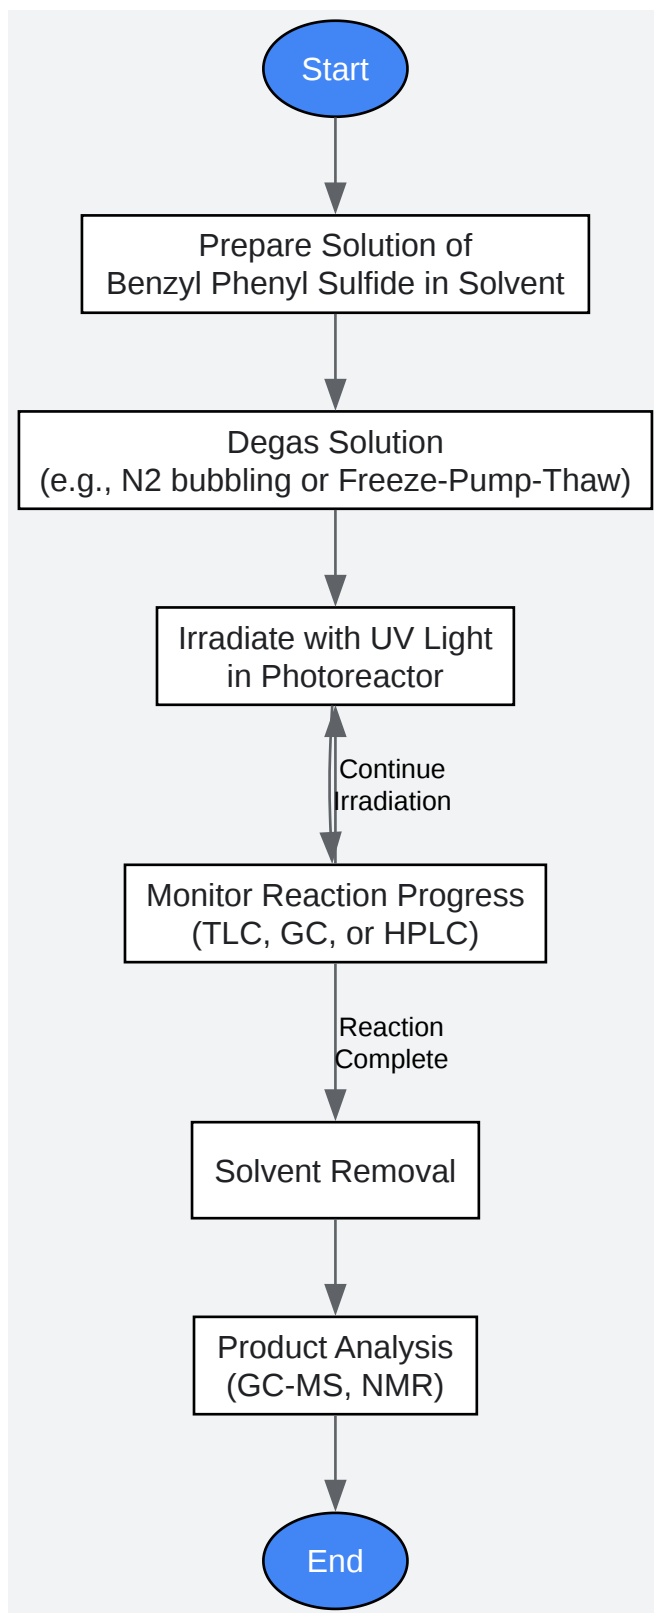 Start
Prepare Solution of
Benzyl Phenyl Sulfide in Solvent
Degas Solution
(e.g., N2 bubbling or Freeze-Pump-Thaw)
Irradiate with UV Light
in Photoreactor
Continue
Irradiation
Monitor Reaction Progress
(TLC, GC, or HPLC)
Reaction
Complete
Solvent Removal
Product Analysis
(GC-MS, NMR)
End